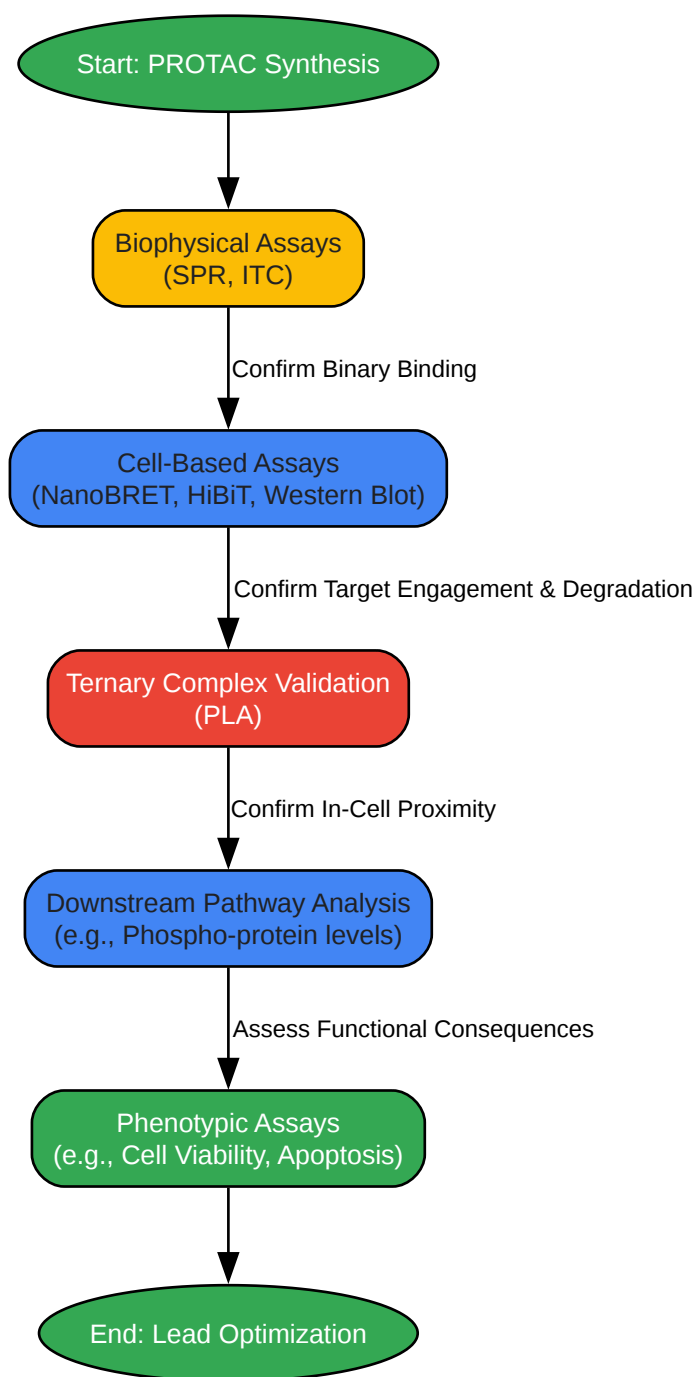 Start: PROTAC Synthesis
Biophysical Assays
(SPR, ITC)
Confirm Binary Binding
Cell-Based Assays
(NanoBRET, HiBiT, Western Blot)
Confirm Target Engagement & Degradation
Ternary Complex Validation
(PLA)
Confirm In-Cell Proximity
Downstream Pathway Analysis
(e.g., Phospho-protein levels)
Assess Functional Consequences
Phenotypic Assays
(e.g., Cell Viability, Apoptosis)
End: Lead Optimization